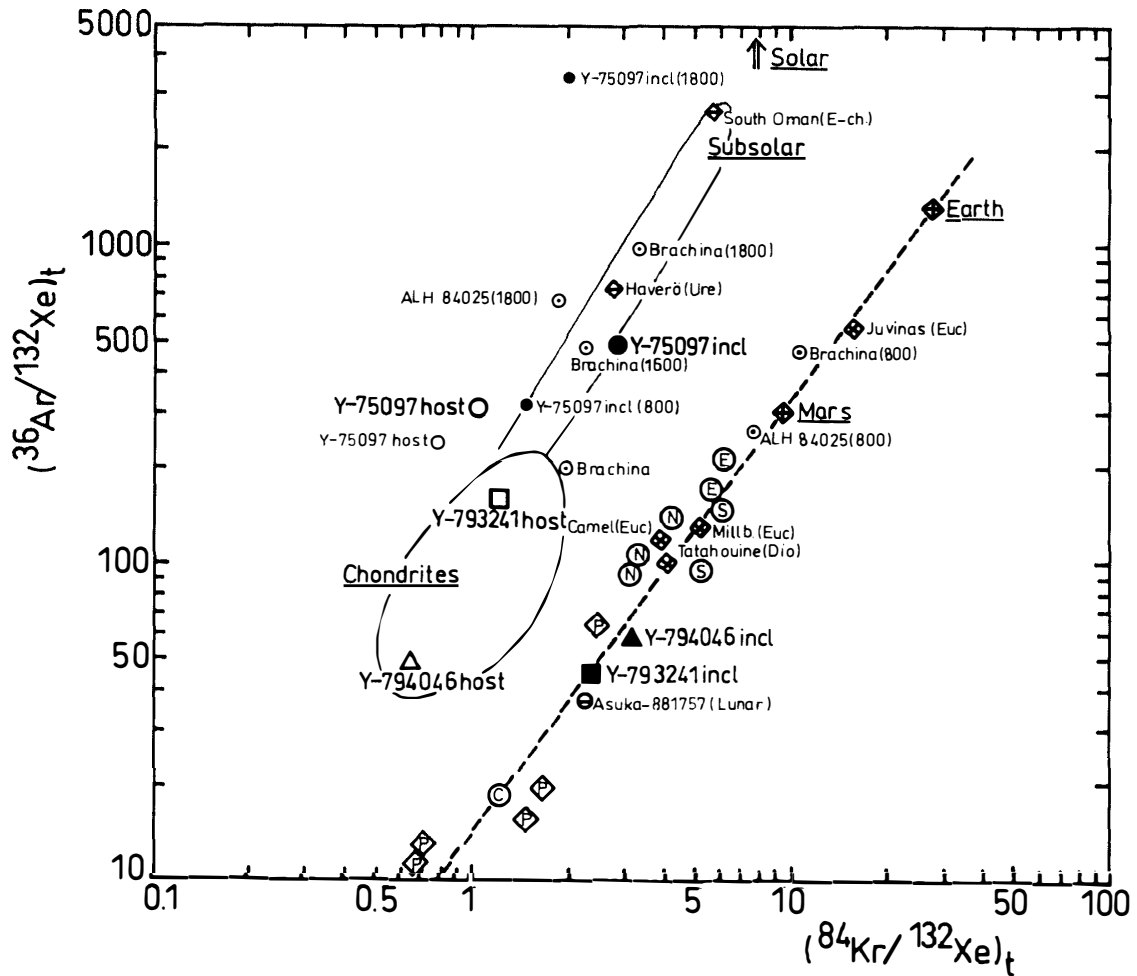 5000
⇑ Solar
Y-75097 incl(1800)
South Oman(E-ch.)
Subsolar
Earth
1000
Brachina(1800)
ALH 84025(1800)
Haverö(Ure)
Juvinas (Euc)
500
Y-75097 incl
Brachina(800)
Brachina(1600)
Y-75097 host
Y-75097 incl (800)
Mars
Y-75097 host
ALH 84025(800)
E
Brachina
E
Y-793241 host
N
S
Camel(Euc)
Millb. (Euc)
Tatahouine(Dio)
100
N
N
S
Chondrites
P
Y-794046 incl
50
Y-794046 host
Y-793241 incl
Asuka-881757 (Lunar)
C
P
P
P
P
10
0.1
0.5
1
5
10
50
100
(36Ar/132Xe)t
(84Kr/132Xe)t